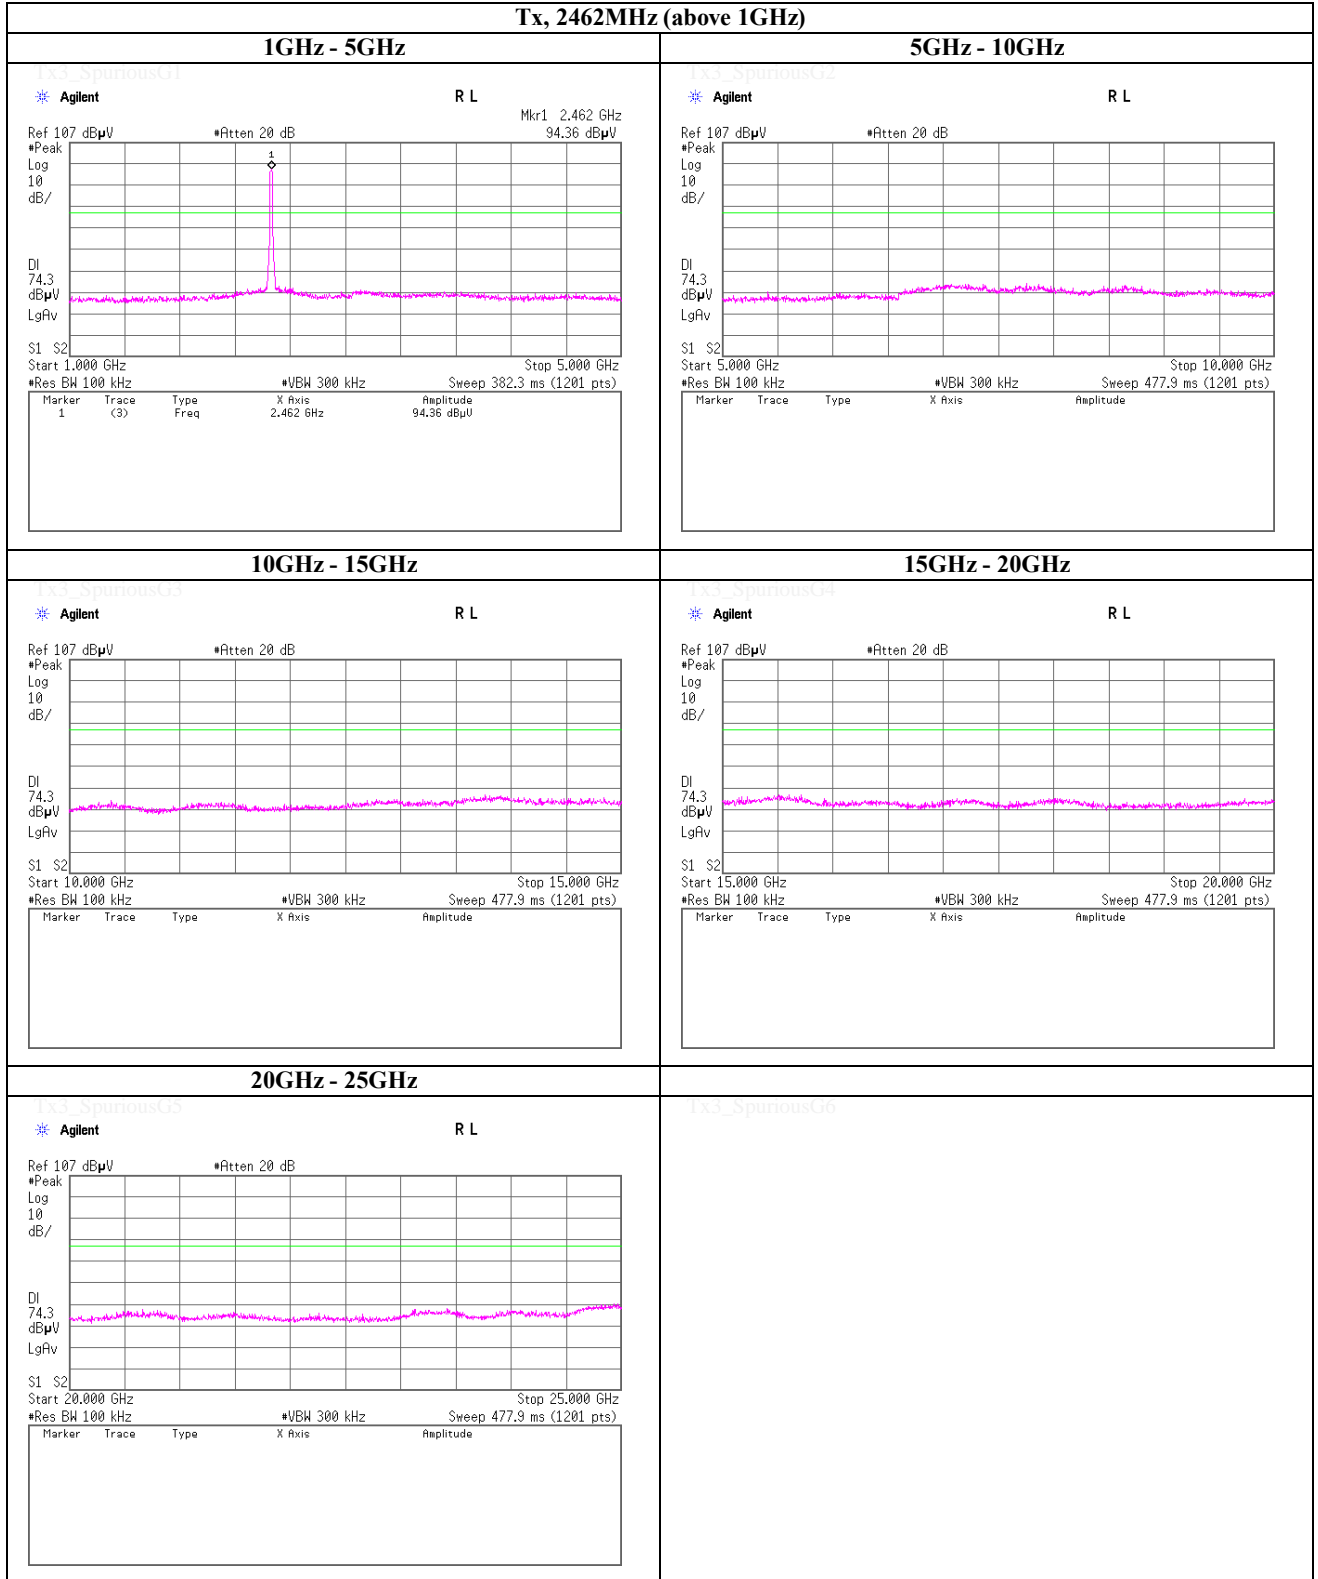 Tx, 2462MHz (above 1GHz)
1GHz - 5GHz
Tx3_SpuriousG1
Agilent
R L
Mkr1 2.462 GHz
Ref 107 dBµV
#Atten 20 dB
94.36 dBµV
#Peak
Log
10
dB/
1
DI
74.3
dBµV
LgAv
S1 S2
Start 1.000 GHz
Stop 5.000 GHz
#Res BW 100 kHz
#VBW 300 kHz
Sweep 382.3 ms (1201 pts)
Marker Trace Type X Axis Amplitude
1 (3) Freq 2.462 GHz 94.36 dBµV
5GHz - 10GHz
Tx3_SpuriousG2
Agilent
R L
Ref 107 dBµV
#Atten 20 dB
#Peak
Log
10
dB/
DI
74.3
dBµV
LgAv
S1 S2
Start 5.000 GHz
Stop 10.000 GHz
#Res BW 100 kHz
#VBW 300 kHz
Sweep 477.9 ms (1201 pts)
Marker Trace Type X Axis Amplitude
10GHz - 15GHz
Tx3_SpuriousG3
Agilent
R L
Ref 107 dBµV
#Atten 20 dB
#Peak
Log
10
dB/
DI
74.3
dBµV
LgAv
S1 S2
Start 10.000 GHz
Stop 15.000 GHz
#Res BW 100 kHz
#VBW 300 kHz
Sweep 477.9 ms (1201 pts)
Marker Trace Type X Axis Amplitude
15GHz - 20GHz
Tx3_SpuriousG4
Agilent
R L
Ref 107 dBµV
#Atten 20 dB
#Peak
Log
10
dB/
DI
74.3
dBµV
LgAv
S1 S2
Start 15.000 GHz
Stop 20.000 GHz
#Res BW 100 kHz
#VBW 300 kHz
Sweep 477.9 ms (1201 pts)
Marker Trace Type X Axis Amplitude
20GHz - 25GHz
Tx3_SpuriousG5
Agilent
R L
Ref 107 dBµV
#Atten 20 dB
#Peak
Log
10
dB/
DI
74.3
dBµV
LgAv
S1 S2
Start 20.000 GHz
Stop 25.000 GHz
#Res BW 100 kHz
#VBW 300 kHz
Sweep 477.9 ms (1201 pts)
Marker Trace Type X Axis Amplitude
Tx3_SpuriousG6